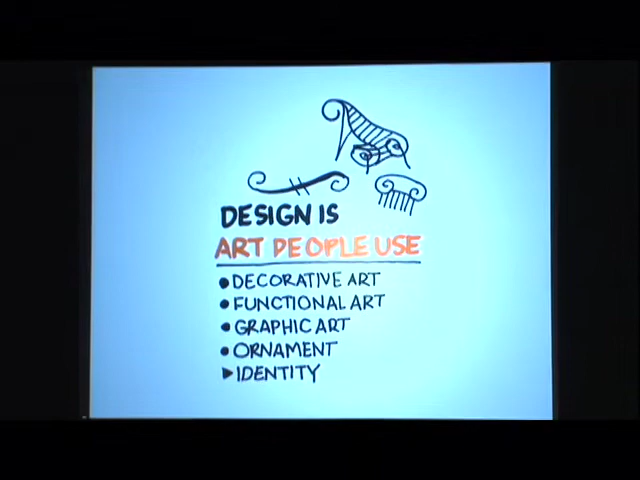 DESIGN IS
ART PEOPLE USE
• DECORATIVE ART
• FUNCTIONAL ART
• GRAPHIC ART
• ORNAMENT
▶ IDENTITY